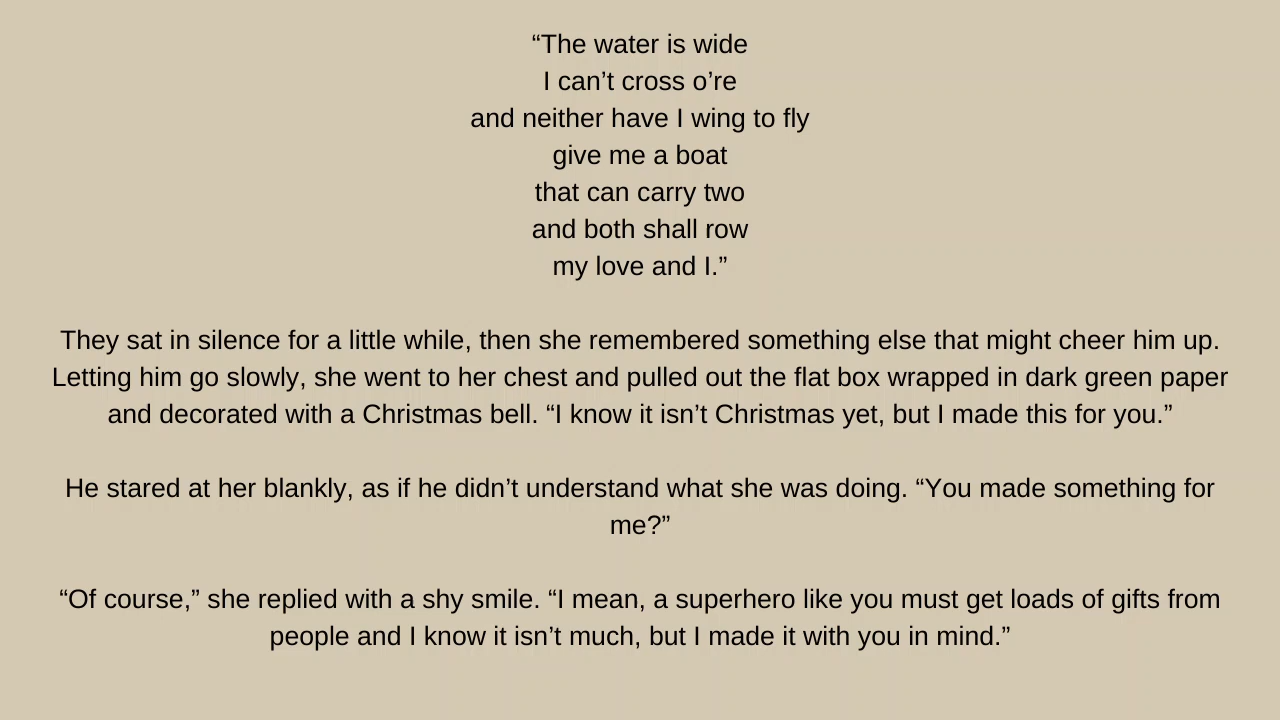 “The water is wide
I can’t cross o’re
and neither have I wing to fly
give me a boat
that can carry two
and both shall row
my love and I.”
They sat in silence for a little while, then she remembered something else that might cheer him up.
Letting him go slowly, she went to her chest and pulled out the flat box wrapped in dark green paper
and decorated with a Christmas bell. “I know it isn’t Christmas yet, but I made this for you.”
He stared at her blankly, as if he didn’t understand what she was doing. “You made something for
me?”
“Of course,” she replied with a shy smile. “I mean, a superhero like you must get loads of gifts from
people and I know it isn’t much, but I made it with you in mind.”